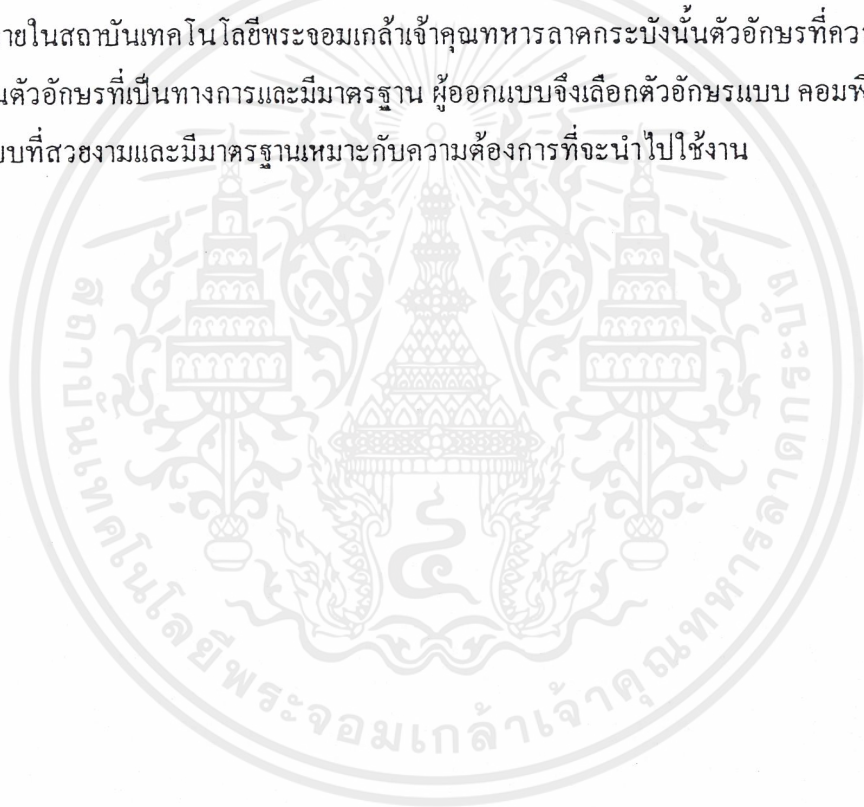 ายในสถาบันเทคโนโลยีพระจอมเกล้าเจ้าคุณทหารลาดกระบังนั้นตัวอักษรที่ควา
นตัวอักษรที่เป็นทางการและมีมาตรฐาน ผู้ออกแบบจึงเลือกตัวอักษรแบบ คอมพิ
บบที่สวยงามและมีมาตรฐานเหมาะกับความต้องการที่จะนำไปใช้งาน
สถาบันเทคโนโลยีพระจอมเกล้าเจ้าคุณทหารลาดกระบัง